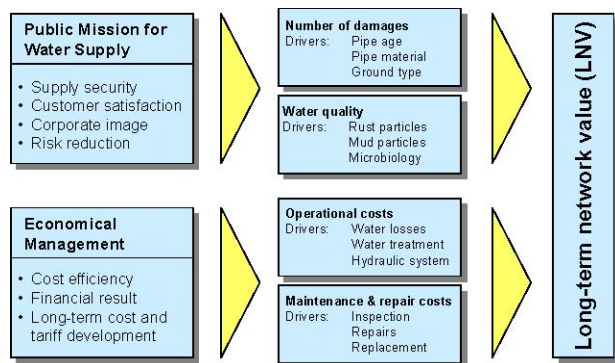 Public Mission for
Water Supply
• Supply security
• Customer satisfaction
• Corporate image
• Risk reduction
Number of damages
Drivers: Pipe age
Pipe material
Ground type
Water quality
Drivers: Rust particles
Mud particles
Microbiology
Economical
Management
• Cost efficiency
• Financial result
• Long-term cost and
tariff development
Operational costs
Drivers: Water losses
Water treatment
Hydraulic system
Maintenance & repair costs
Drivers: Inspection
Repairs
Replacement
Long-term network value (LNV)